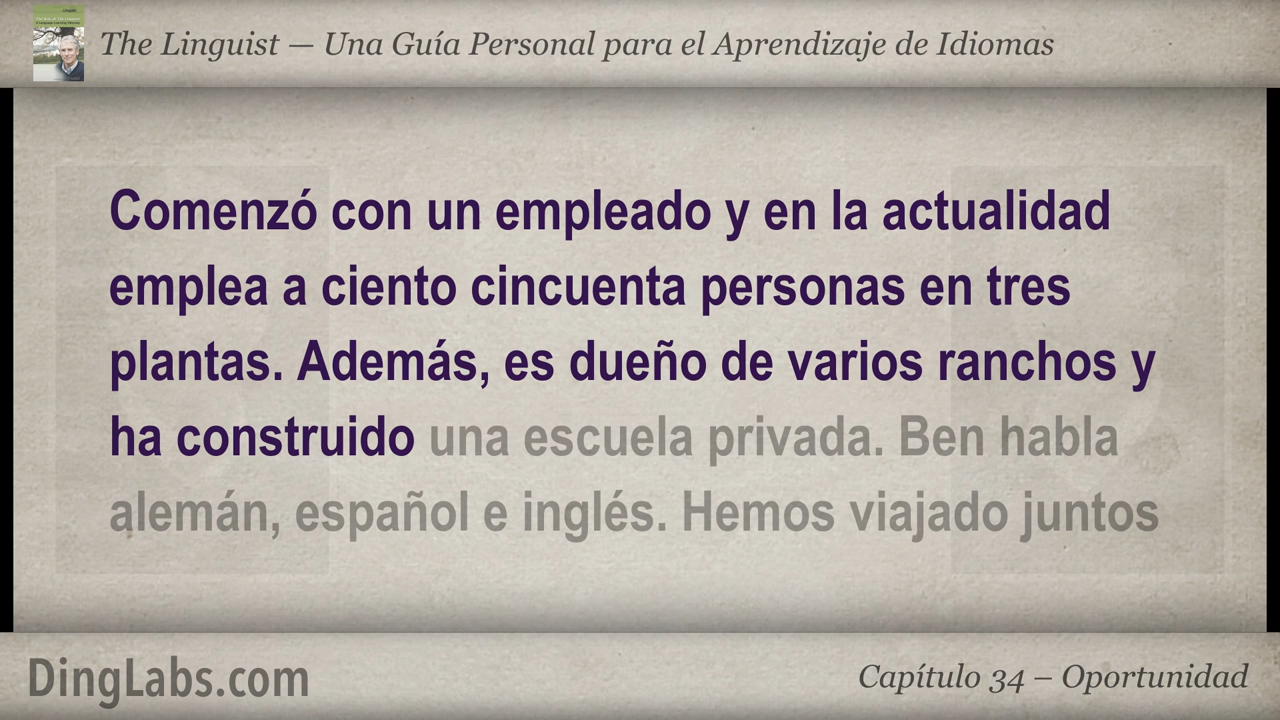 The Linguist — Una Guía Personal para el Aprendizaje de Idiomas
Comenzó con un empleado y en la actualidad
emplea a ciento cincuenta personas en tres
plantas. Además, es dueño de varios ranchos y
ha construido una escuela privada. Ben habla
alemán, español e inglés. Hemos viajado juntos
DingLabs.com
Capítulo 34 – Oportunidad